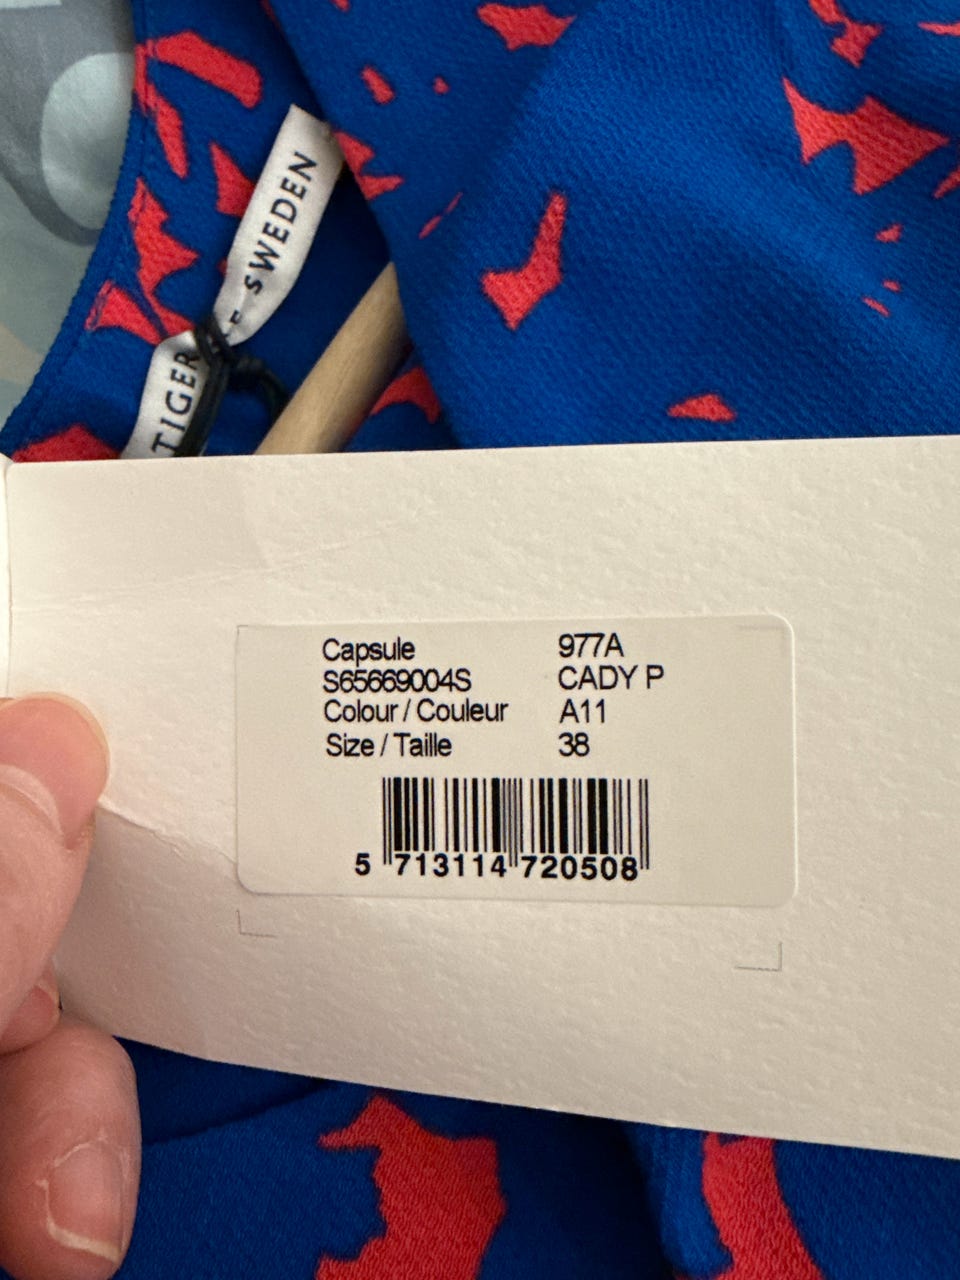 TIGER
SWEDEN
Capsule 977A
S65669004S CADY P
Colour / Couleur A11
Size / Taille 38
5 713114 720508